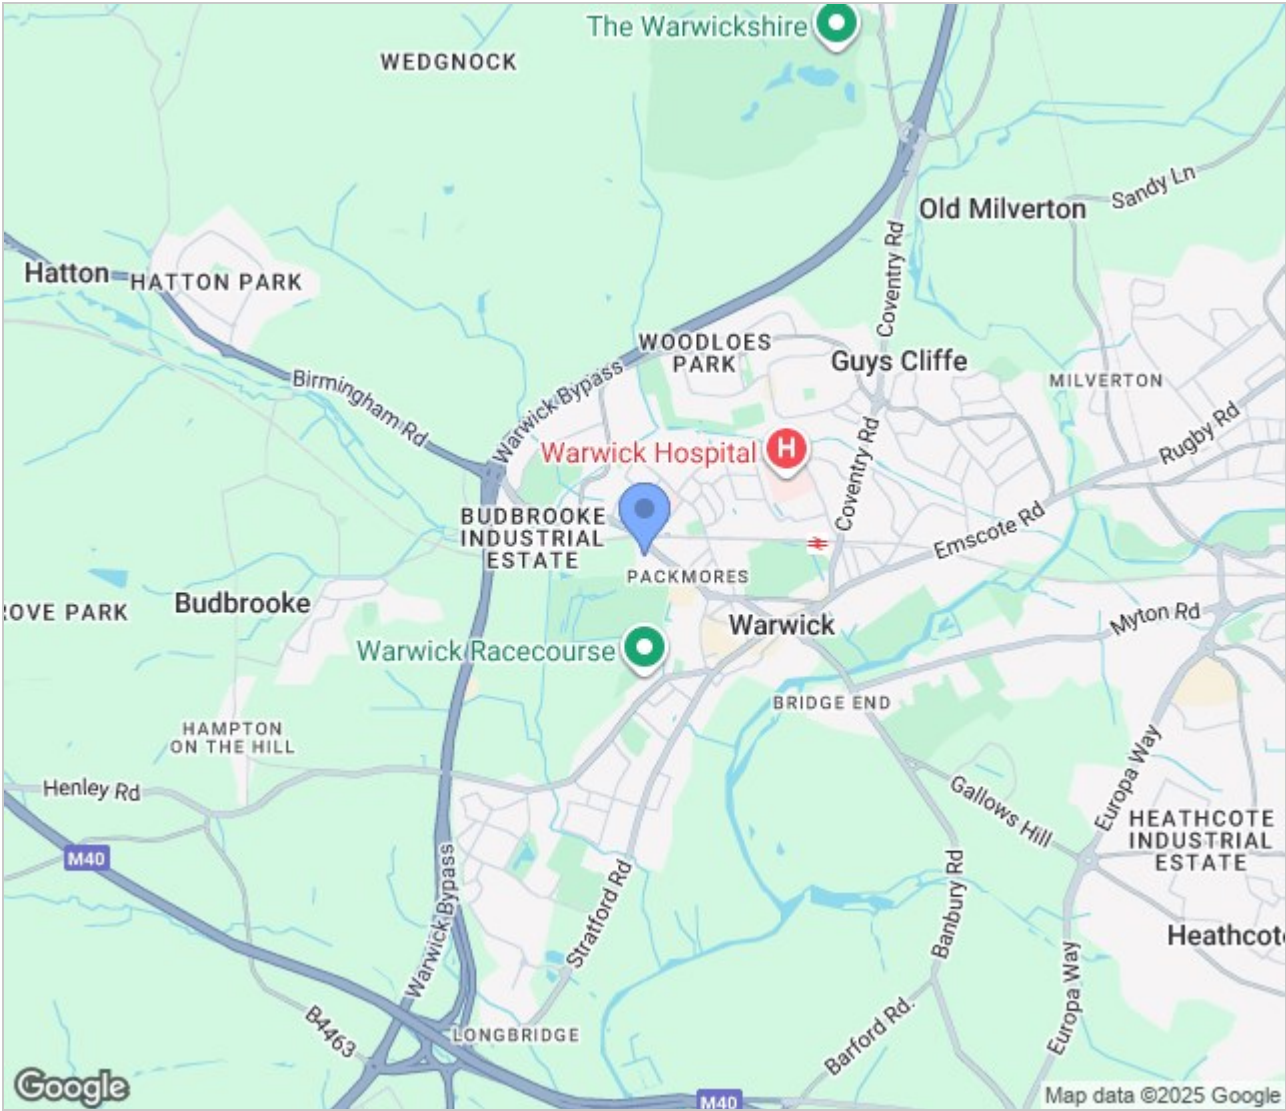 The Warwickshire
WEDGNOCK
Sandy Ln
Old Milverton
Coventry Rd
Hatton
HATTON PARK
WOODLOES
PARK
Guys Cliffe
MILVERTON
Birmingham Rd
Warwick Bypass
Rugby Rd
Warwick Hospital
H
Coventry Rd
BUDBROOKE
INDUSTRIAL
ESTATE
Emscote Rd
PACKMORES
ROVE PARK
Budbrooke
Warwick
Myton Rd
Warwick Racecourse
BRIDGE END
HAMPTON
ON THE HILL
Europa Way
Henley Rd
Gallows Hill
HEATHCOTE
INDUSTRIAL
ESTATE
M40
Warwick Bypass
Stratford Rd
Banbury Rd
Heathcot
Europa Way
B4463
LONGBRIDGE
Barford Rd.
Google
M40
Map data ©2025 Google